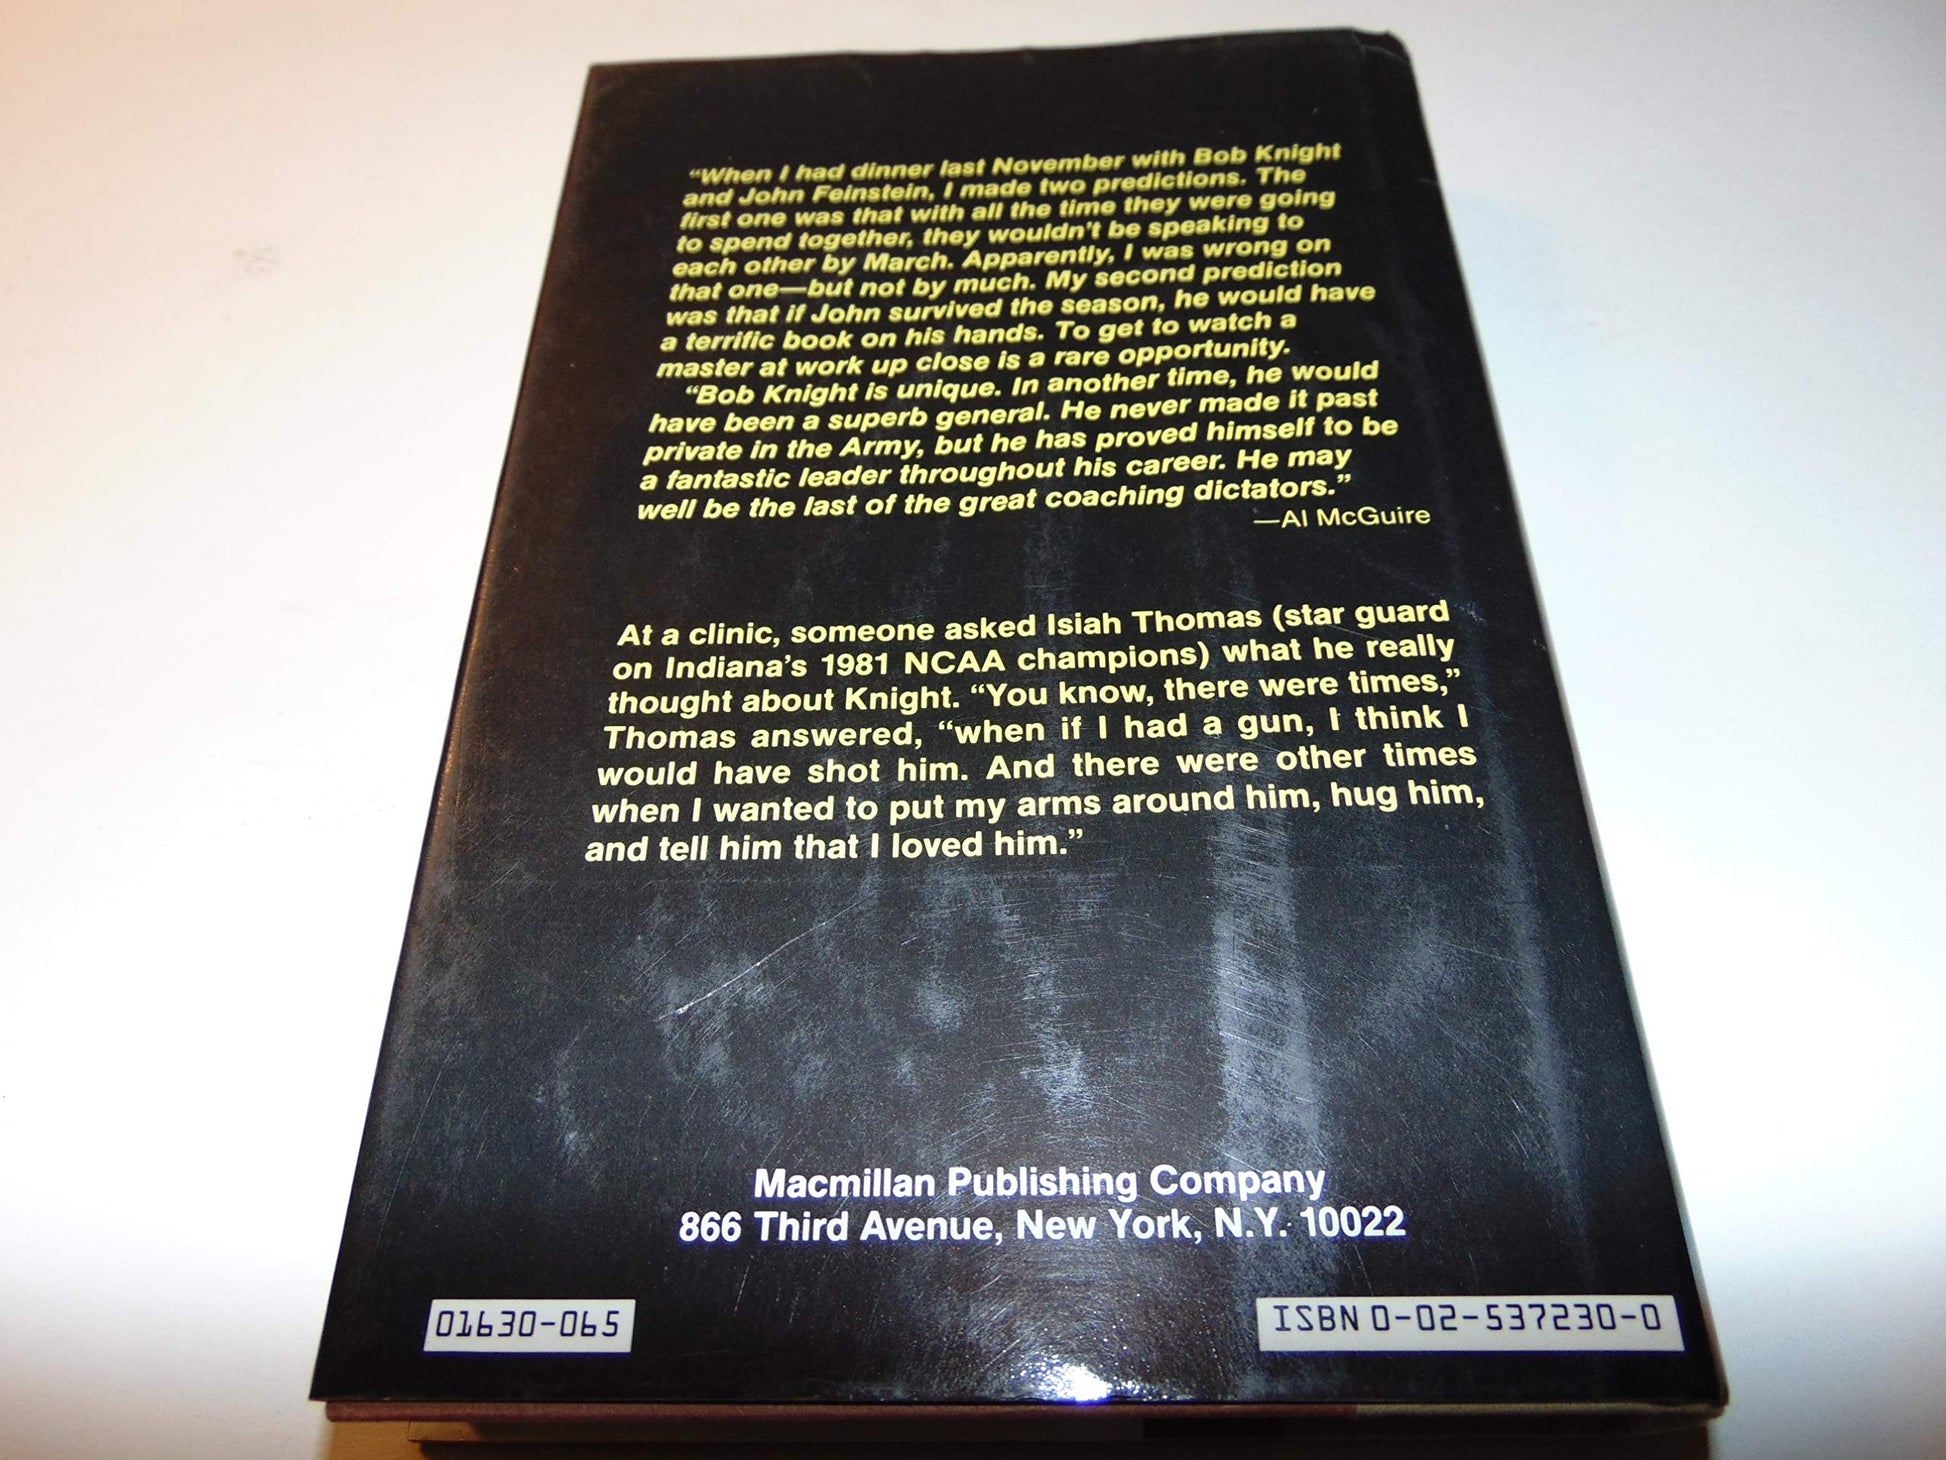 “When I had dinner last November with Bob Knight
and John Feinstein, I made two predictions. The
first one was that with all the time they were going
to spend together, they wouldn’t be speaking to
each other by March. Apparently, I was wrong on
that one—but not by much. My second prediction
was that if John survived the season, he would have
a terrific book on his hands. To get to watch a
master at work up close is a rare opportunity.
“Bob Knight is unique. In another time, he would
have been a superb general. He never made it past
private in the Army, but he has proved himself to be
a fantastic leader throughout his career. He may
well be the last of the great coaching dictators.”
—Al McGuire
At a clinic, someone asked Isiah Thomas (star guard
on Indiana’s 1981 NCAA champions) what he really
thought about Knight. “You know, there were times,”
Thomas answered, “when if I had a gun, I think I
would have shot him. And there were other times
when I wanted to put my arms around him, hug him,
and tell him that I loved him.”
Macmillan Publishing Company
866 Third Avenue, New York, N.Y. 10022
01630-065
ISBN 0-02-537230-0